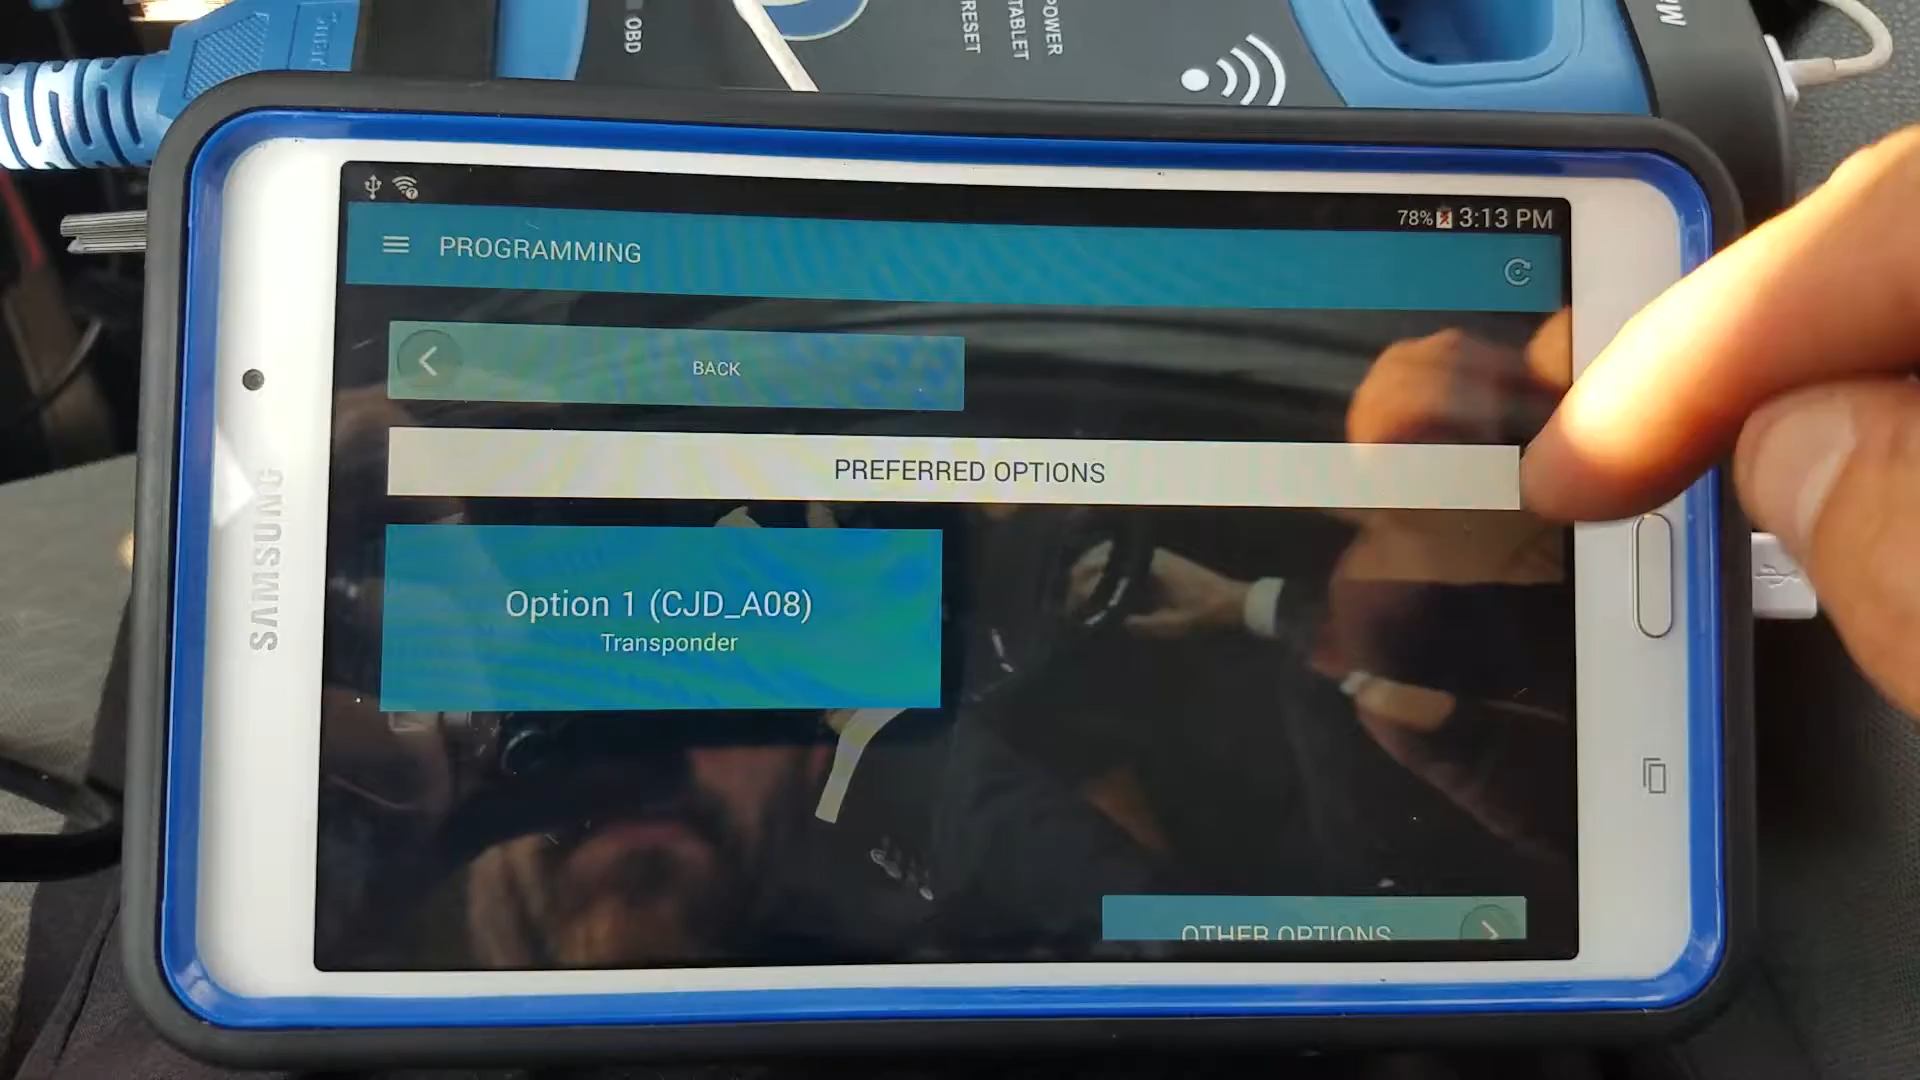 OBD
RESET
POWER
TABLET
78% 3:13 PM
PROGRAMMING
BACK
PREFERRED OPTIONS
Option 1 (CJD_A08)
Transponder
OTHER OPTIONS
SAMSUNG